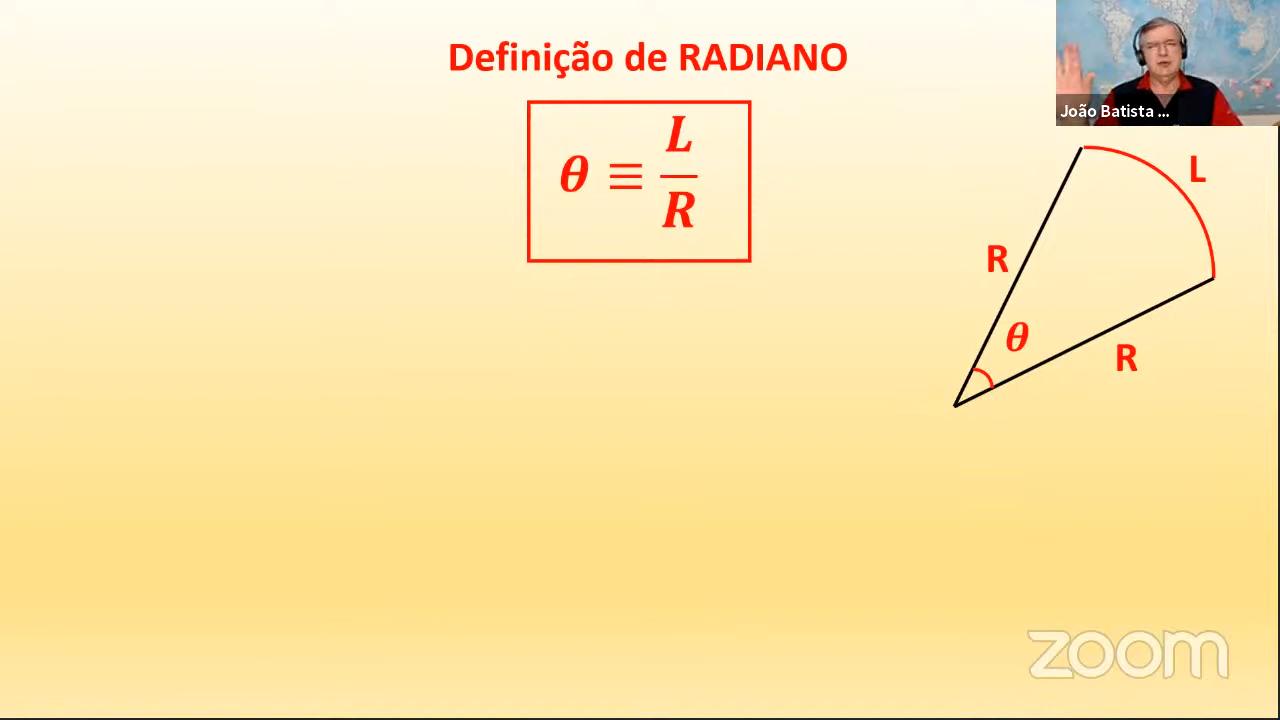 Definição de RADIANO
João Batista ...
θ ≡ L/R
L
R
θ
R
zoom